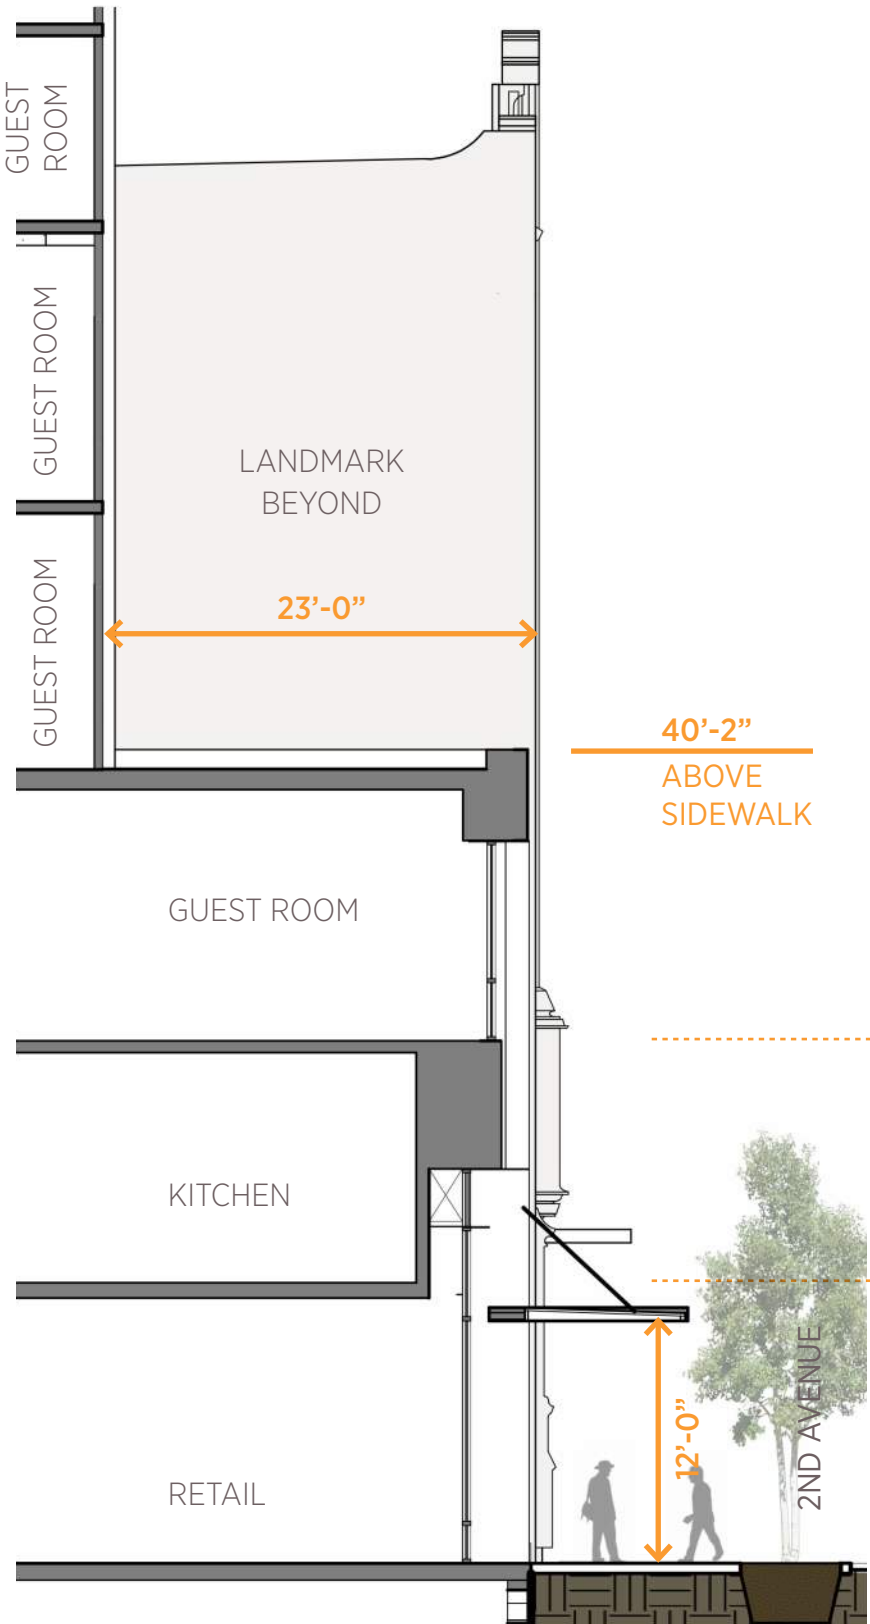 GUEST
ROOM
GUEST ROOM
LANDMARK
BEYOND
GUEST ROOM
23’-0”
40’-2”
ABOVE
SIDEWALK
GUEST ROOM
KITCHEN
2ND AVENUE
12’-0”
RETAIL